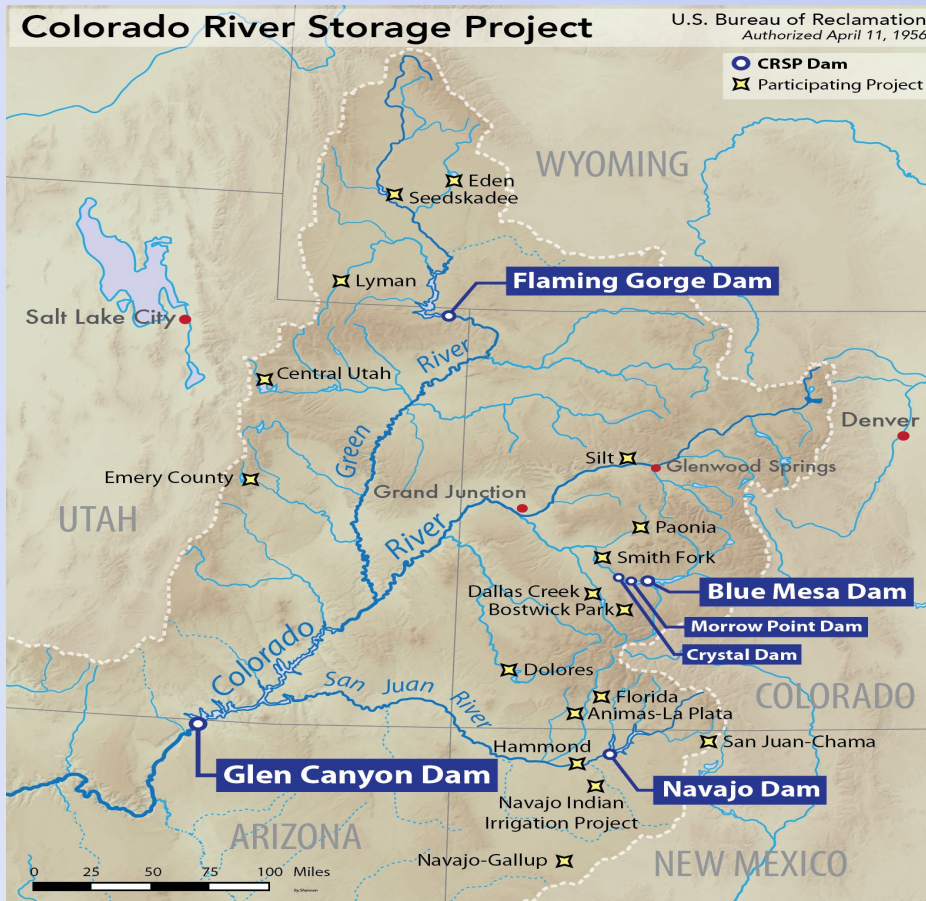 Colorado River Storage Project
U.S. Bureau of Reclamation
Authorized April 11, 1956
CRSP Dam
Participating Project
WYOMING
Eden
Seedskadee
Lyman
Flaming Gorge Dam
Salt Lake City
Green River
Central Utah
Denver
Silt
Glenwood Springs
Emery County
Grand Junction
UTAH
Paonia
Smith Fork
Colorado River
Dallas Creek
Blue Mesa Dam
Bostwick Park
Morrow Point Dam
Crystal Dam
Dolores
San Juan River
COLORADO
Florida
Animas-La Plata
San Juan-Chama
Hammond
Glen Canyon Dam
Navajo Dam
Navajo Indian
Irrigation Project
ARIZONA
Navajo-Gallup
NEW MEXICO
0 25 50 75 100 Miles